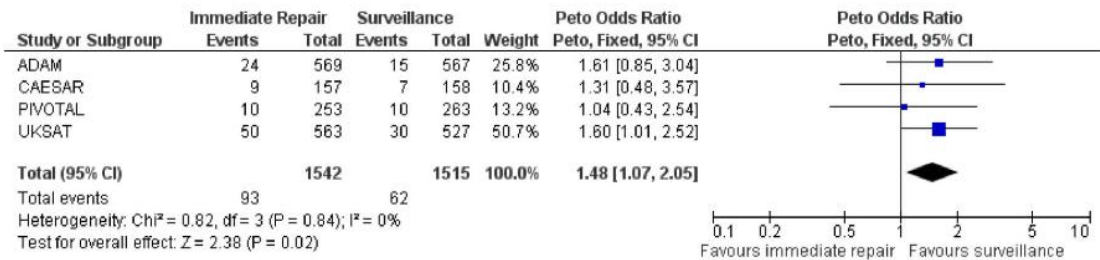 Immediate Repair Surveillance Peto Odds Ratio Peto Odds Ratio
Study or Subgroup Events Total Events Total Weight Peto, Fixed, 95% CI Peto, Fixed, 95% CI
ADAM 24 569 15 567 25.8% 1.61 [0.85, 3.04]
CAESAR 9 157 7 158 10.4% 1.31 [0.48, 3.57]
PIVOTAL 10 253 10 263 13.2% 1.04 [0.43, 2.54]
UKSAT 50 563 30 527 50.7% 1.60 [1.01, 2.52]
Total (95% CI) 1542 1515 100.0% 1.48 [1.07, 2.05]
Total events 93 62
Heterogeneity: Chi² = 0.82, df = 3 (P = 0.84); I² = 0%
Test for overall effect: Z = 2.38 (P = 0.02)
0.1 0.2 0.5 1 2 5 10
Favours immediate repair Favours surveillance